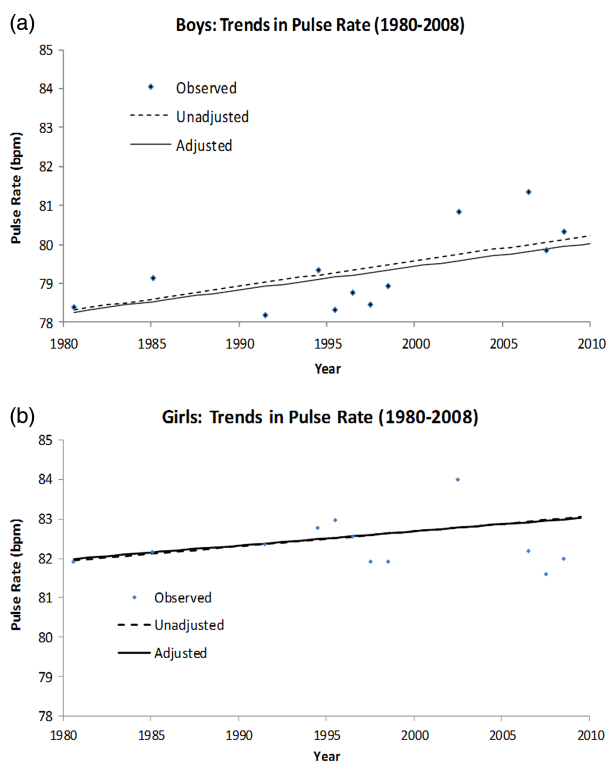 (a)
Boys: Trends in Pulse Rate (1980-2008)
85
84
83
82
81
80
79
78
Pulse Rate (bpm)
Observed
Unadjusted
Adjusted
1980 1985 1990 1995 2000 2005 2010
Year
(b)
Girls: Trends in Pulse Rate (1980-2008)
85
84
83
82
81
80
79
78
Pulse Rate (bpm)
Observed
Unadjusted
Adjusted
1980 1985 1990 1995 2000 2005 2010
Year